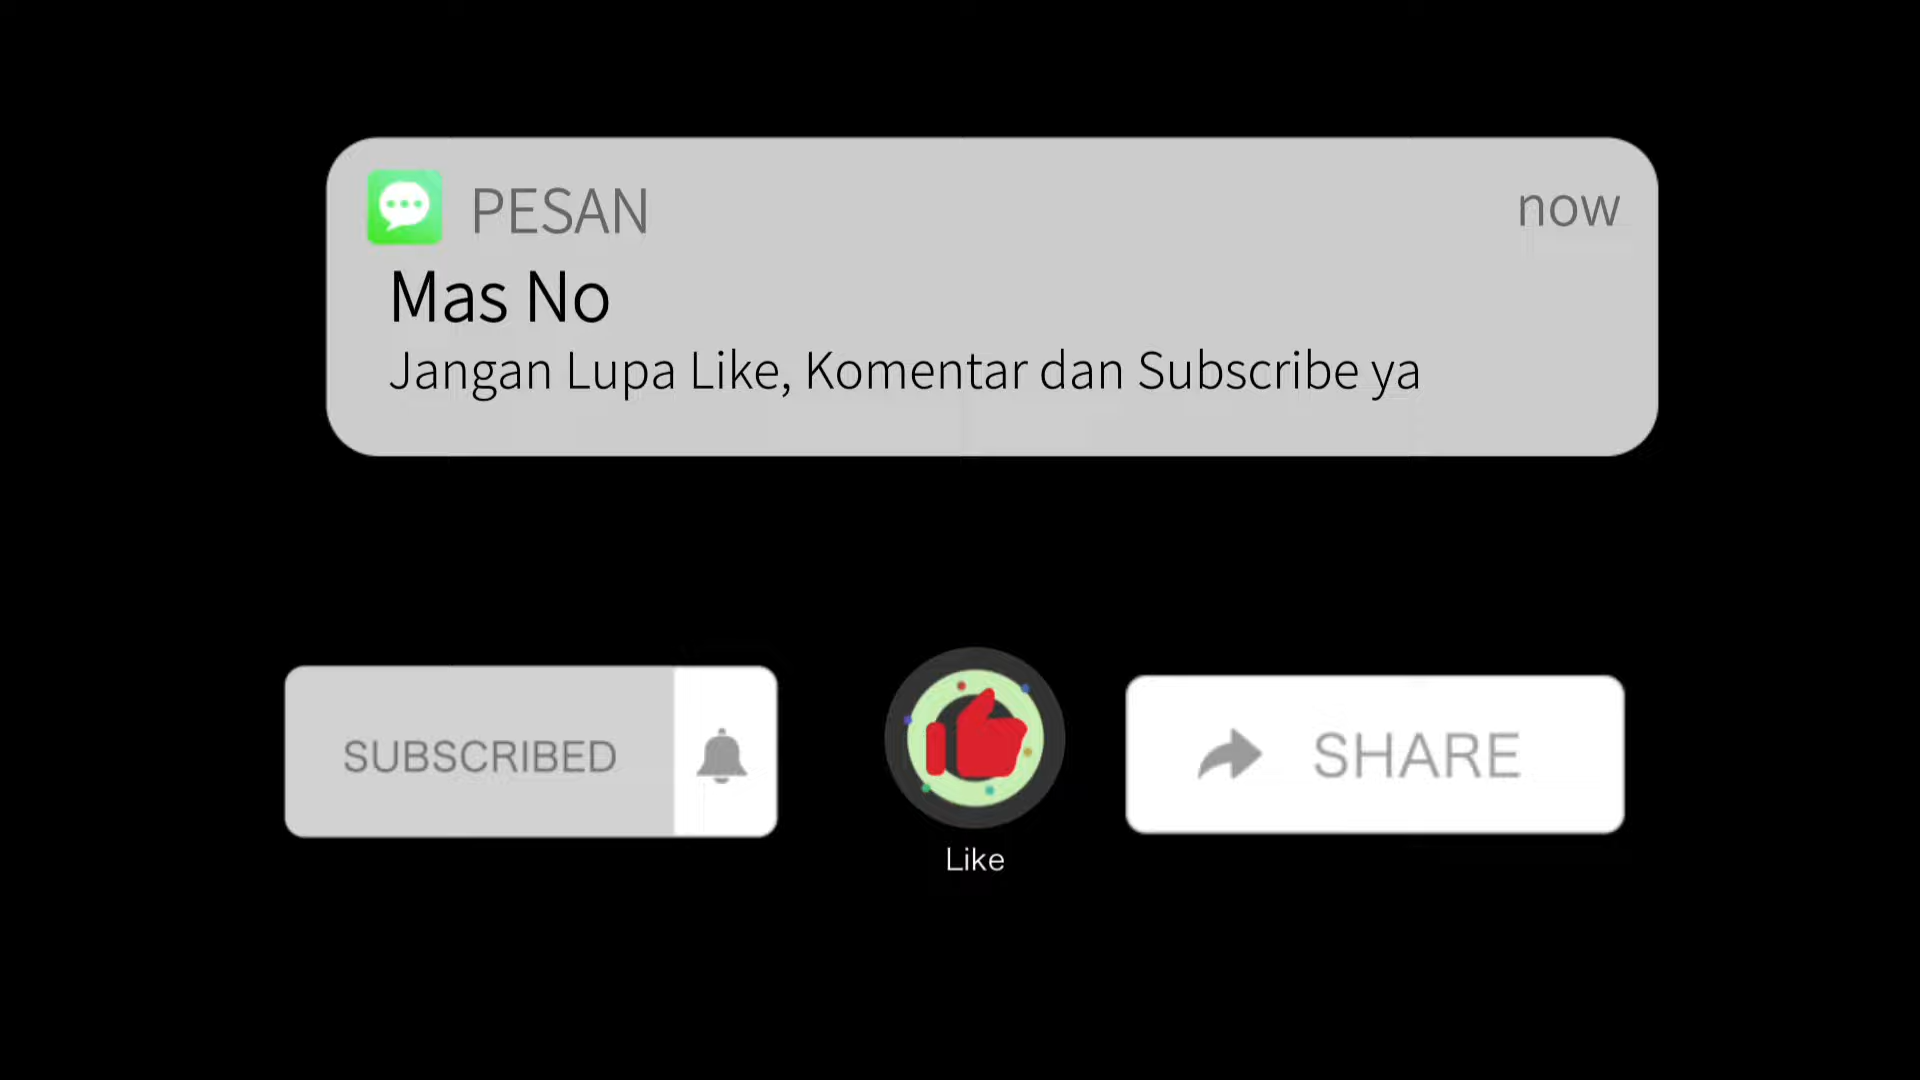 PESAN
now
Mas No
Jangan Lupa Like, Komentar dan Subscribe ya
SUBSCRIBED
SHARE
Like